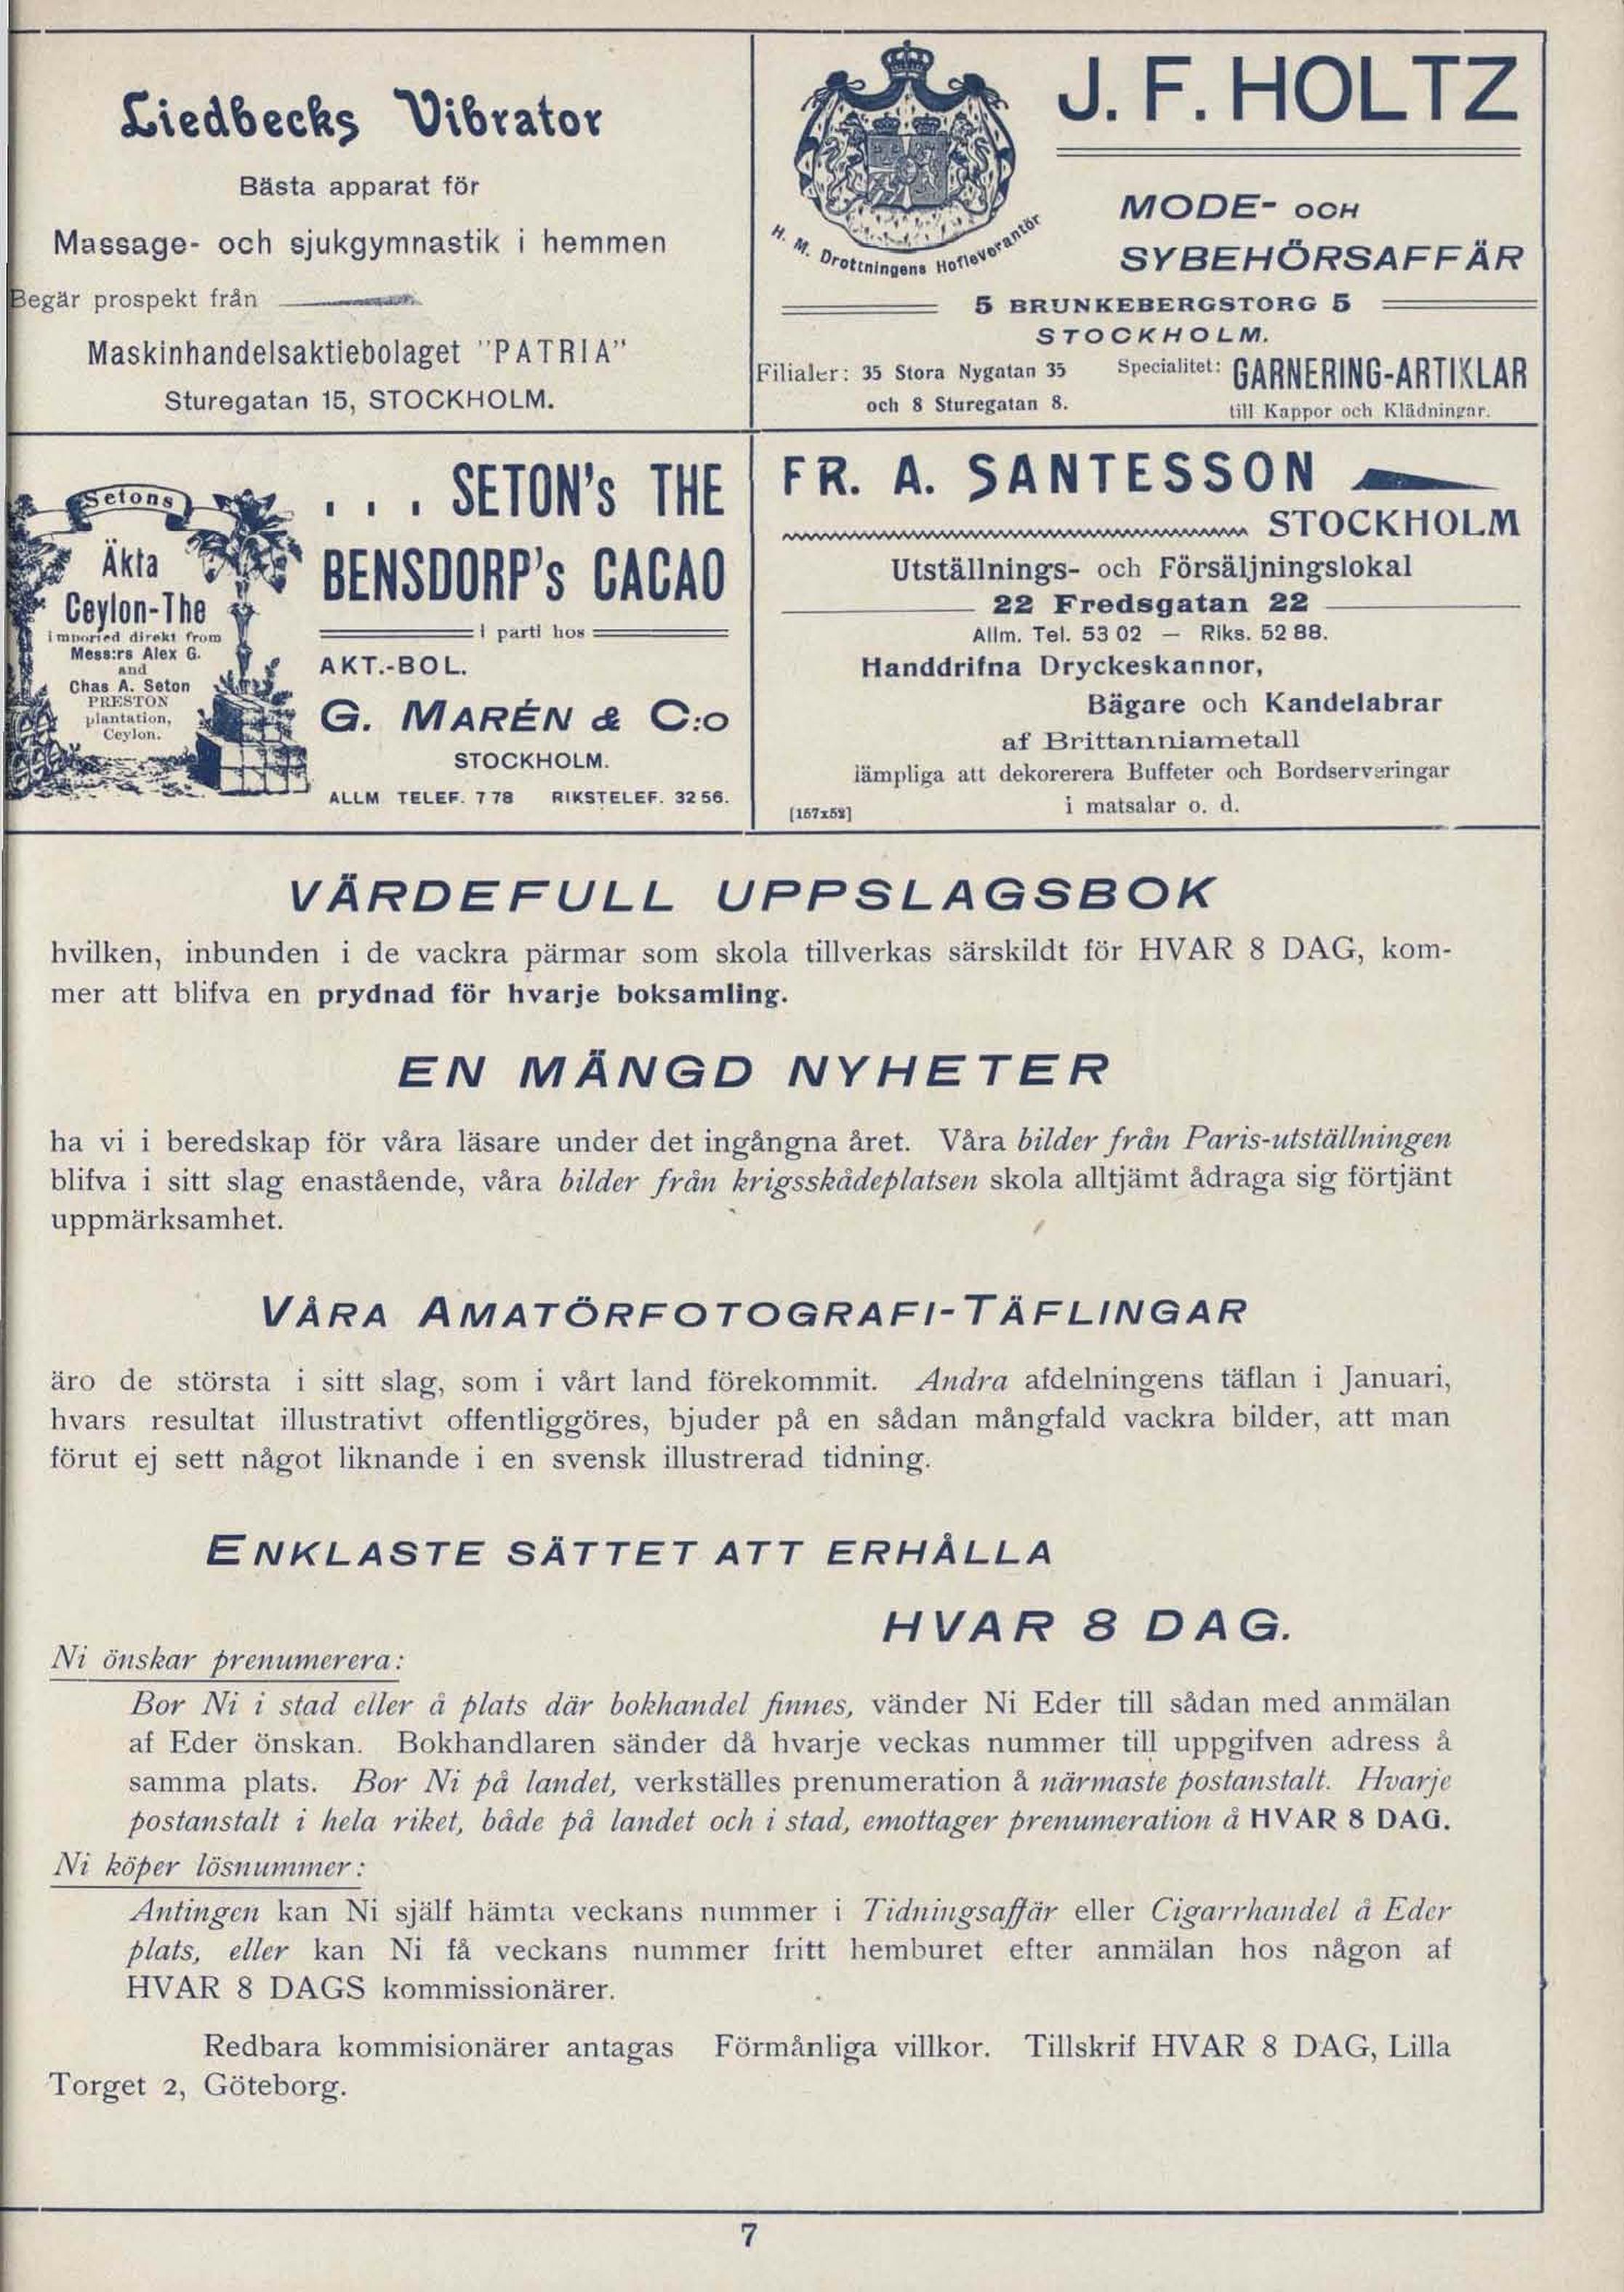 Liedbecks Vibrator
Bästa apparat för
Massage- och sjukgymnastik i hemmen
Begär prospekt från
Maskinhandelsaktiebolaget "PATRIA"
Sturegatan 15, STOCKHOLM.
J. F. HOLTZ
H. M. Drottningens Hofleverantör
MODE- OCH
SYBEHÖRSAFFÄR
5 BRUNKEBERGSTORG 5
STOCKHOLM.
Filialer: 35 Stora Nygatan 35
och 8 Sturegatan 8.
Specialitet: GARNERING-ARTIKLAR
till Kappor och Klädningar.
Setons
Äkta
Ceylon-The
imported direkt from
Mess:rs Alex G.
and
Chas A. Seton
PRESTON
plantation,
Ceylon.
. . . SETON's THE
BENSDORP's CACAO
i parti hos
AKT.-BOL.
G. MARÉN & C:o
STOCKHOLM.
ALLM TELEF. 7 78 RIKSTELEF. 32 56.
FR. A. SANTESSON
STOCKHOLM
Utställnings- och Försäljningslokal
22 Fredsgatan 22
Allm. Tel. 53 02 — Riks. 52 88.
Handdrifna Dryckeskannor,
Bägare och Kandelabrar
af Brittanniametall
lämpliga att dekorerera Buffeter och Bordserveringar
i matsalar o. d.
[157x52]
VÄRDEFULL UPPSLAGSBOK
hvilken, inbunden i de vackra pärmar som skola tillverkas särskildt för HVAR 8 DAG, kom-
mer att blifva en prydnad för hvarje boksamling.
EN MÄNGD NYHETER
ha vi i beredskap för våra läsare under det ingångna året. Våra bilder från Paris-utställningen
blifva i sitt slag enastående, våra bilder från krigsskådeplatsen skola alltjämt ådraga sig förtjänt
uppmärksamhet.
VÅRA AMATÖRFOTOGRAFI-TÄFLINGAR
äro de största i sitt slag, som i vårt land förekommit. Andra afdelningens täflan i Januari,
hvars resultat illustrativt offentliggöres, bjuder på en sådan mångfald vackra bilder, att man
förut ej sett något liknande i en svensk illustrerad tidning.
ENKLASTE SÄTTET ATT ERHÅLLA
HVAR 8 DAG.
Ni önskar prenumerera:
Bor Ni i stad eller å plats där bokhandel finnes, vänder Ni Eder till sådan med anmälan
af Eder önskan. Bokhandlaren sänder då hvarje veckas nummer till uppgifven adress å
samma plats. Bor Ni på landet, verkställes prenumeration å närmaste postanstalt. Hvarje
postanstalt i hela riket, både på landet och i stad, emottager prenumeration å HVAR 8 DAG.
Ni köper lösnummer:
Antingen kan Ni själf hämta veckans nummer i Tidningsaffär eller Cigarrhandel å Eder
plats, eller kan Ni få veckans nummer fritt hemburet efter anmälan hos någon af
HVAR 8 DAGS kommissionärer.
Redbara kommisionärer antagas Förmånliga villkor. Tillskrif HVAR 8 DAG, Lilla
Torget 2, Göteborg.
7